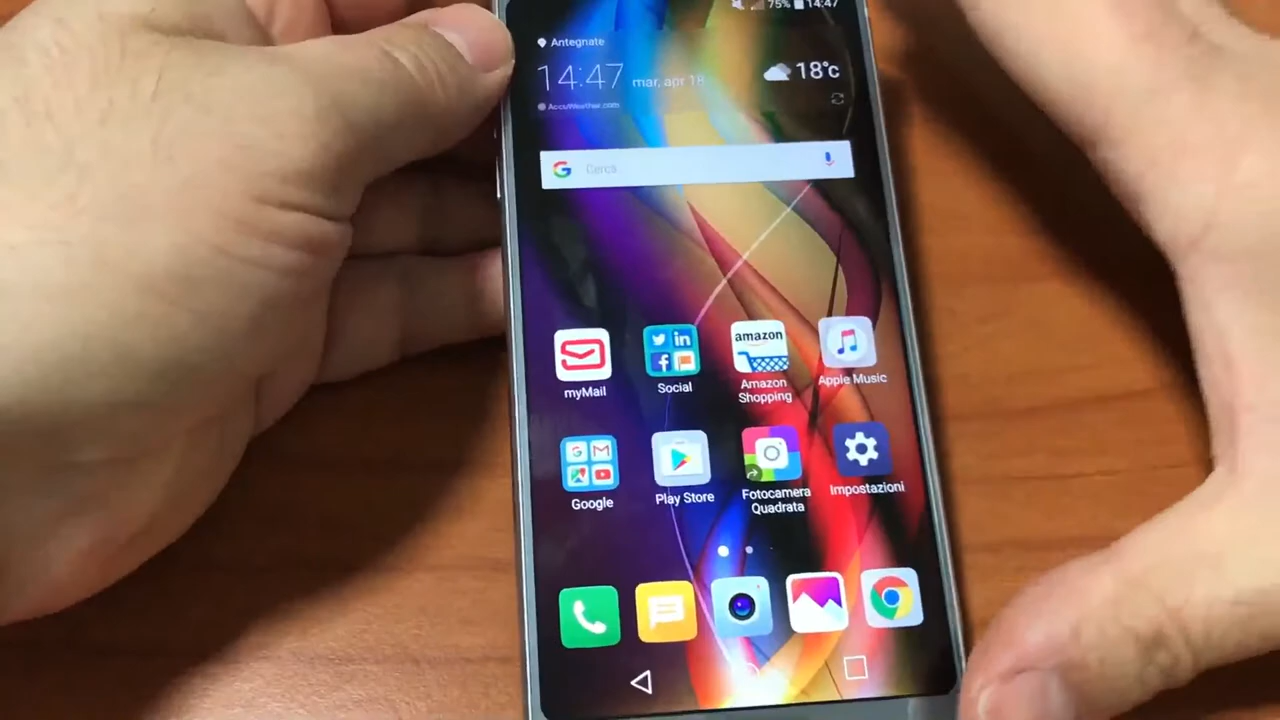 75% 14:47
Antegnate
14:47 mar, apr 18 18°c
AccuWeather.com
G Cerca
in
f
amazon
myMail Social Amazon Shopping Apple Music
G M
Google Play Store Fotocamera Quadrata Impostazioni